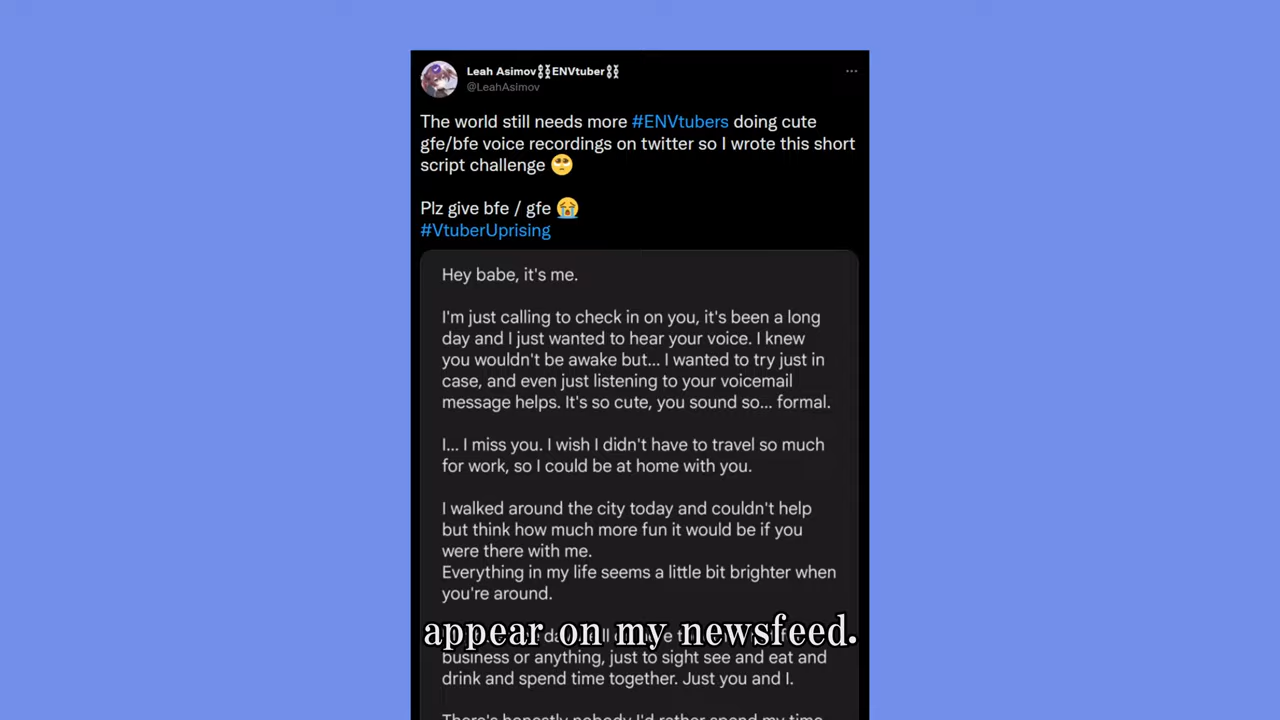 Leah Asimov⛓ENVtuber⛓
@LeahAsimov
The world still needs more #ENVtubers doing cute
gfe/bfe voice recordings on twitter so I wrote this short
script challenge 🥺
Plz give bfe / gfe 😭
#VtuberUprising
Hey babe, it's me.
I'm just calling to check in on you, it's been a long
day and I just wanted to hear your voice. I knew
you wouldn't be awake but... I wanted to try just in
case, and even just listening to your voicemail
message helps. It's so cute, you sound so... formal.
I... I miss you. I wish I didn't have to travel so much
for work, so I could be at home with you.
I walked around the city today and couldn't help
but think how much more fun it would be if you
were there with me.
Everything in my life seems a little bit brighter when
you're around.
appear on my newsfeed.
business or anything, just to sight see and eat and
drink and spend time together. Just you and I.
There's honestly nobody I'd rather spend my time